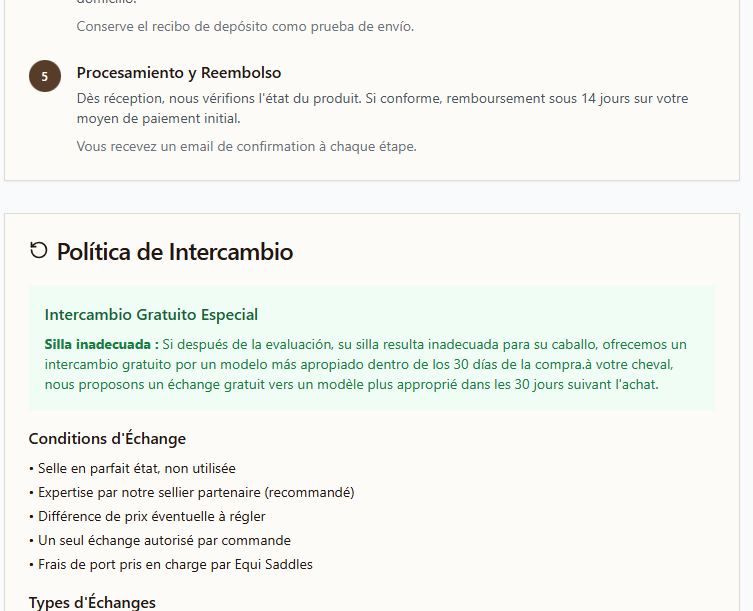 domicilio.
Conserve el recibo de depósito como prueba de envío.
5
Procesamiento y Reembolso
Dès réception, nous vérifions l'état du produit. Si conforme, remboursement sous 14 jours sur votre
moyen de paiement initial.
Vous recevez un email de confirmation à chaque étape.
Política de Intercambio
Intercambio Gratuito Especial
Silla inadecuada : Si después de la evaluación, su silla resulta inadecuada para su caballo, ofrecemos un
intercambio gratuito por un modelo más apropiado dentro de los 30 días de la compra.à votre cheval,
nous proposons un échange gratuit vers un modèle plus approprié dans les 30 jours suivant l'achat.
Conditions d'Échange
• Selle en parfait état, non utilisée
• Expertise par notre sellier partenaire (recommandé)
• Différence de prix éventuelle à régler
• Un seul échange autorisé par commande
• Frais de port pris en charge par Equi Saddles
Types d'Échanges